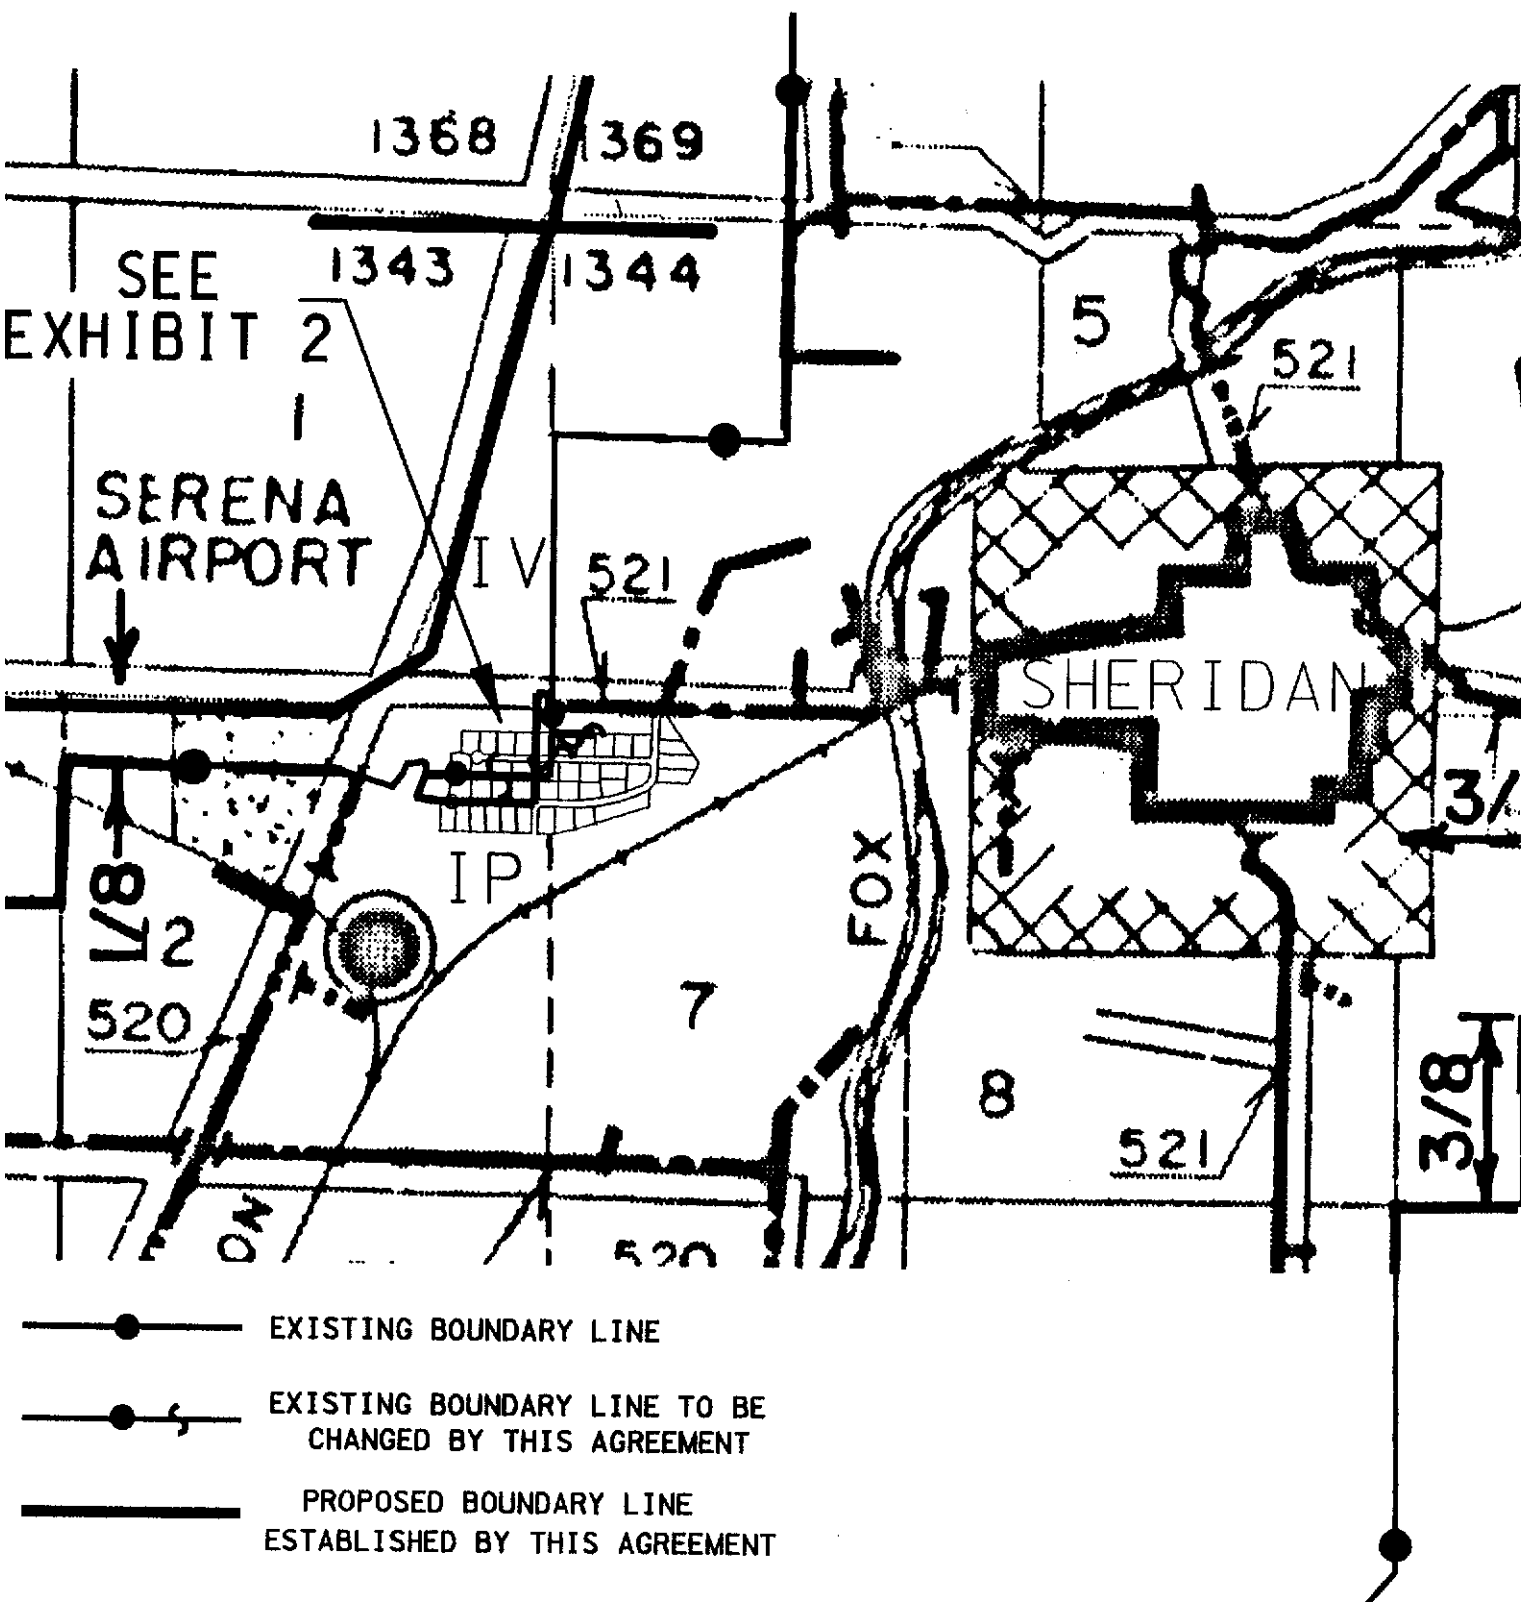 1368
1369
1343
1344
SEE
EXHIBIT 2
5
521
1
SERENA
AIRPORT
IV
521
SHERIDAN
3/
FOX
IP
1/8
2
520
7
8
3/8
521
ON
520
EXISTING BOUNDARY LINE
EXISTING BOUNDARY LINE TO BE
CHANGED BY THIS AGREEMENT
PROPOSED BOUNDARY LINE
ESTABLISHED BY THIS AGREEMENT